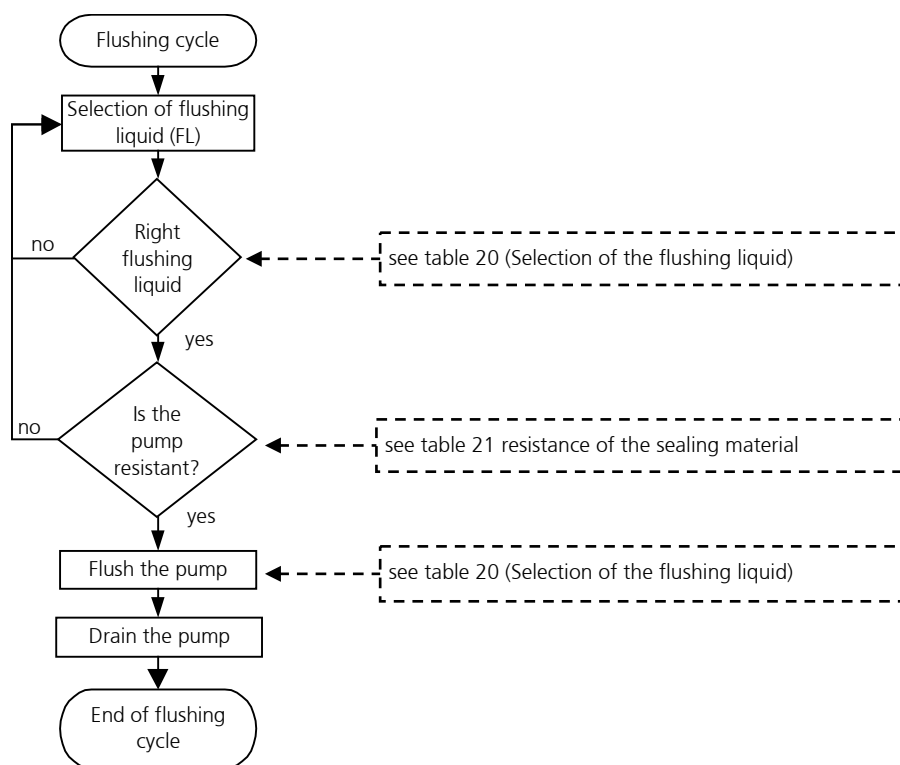 Flushing cycle
Selection of flushing
liquid (FL)
no
Right
flushing
liquid
see table 20 (Selection of the flushing liquid)
yes
no
Is the
pump
resistant?
see table 21 resistance of the sealing material
yes
Flush the pump
see table 20 (Selection of the flushing liquid)
Drain the pump
End of flushing
cycle